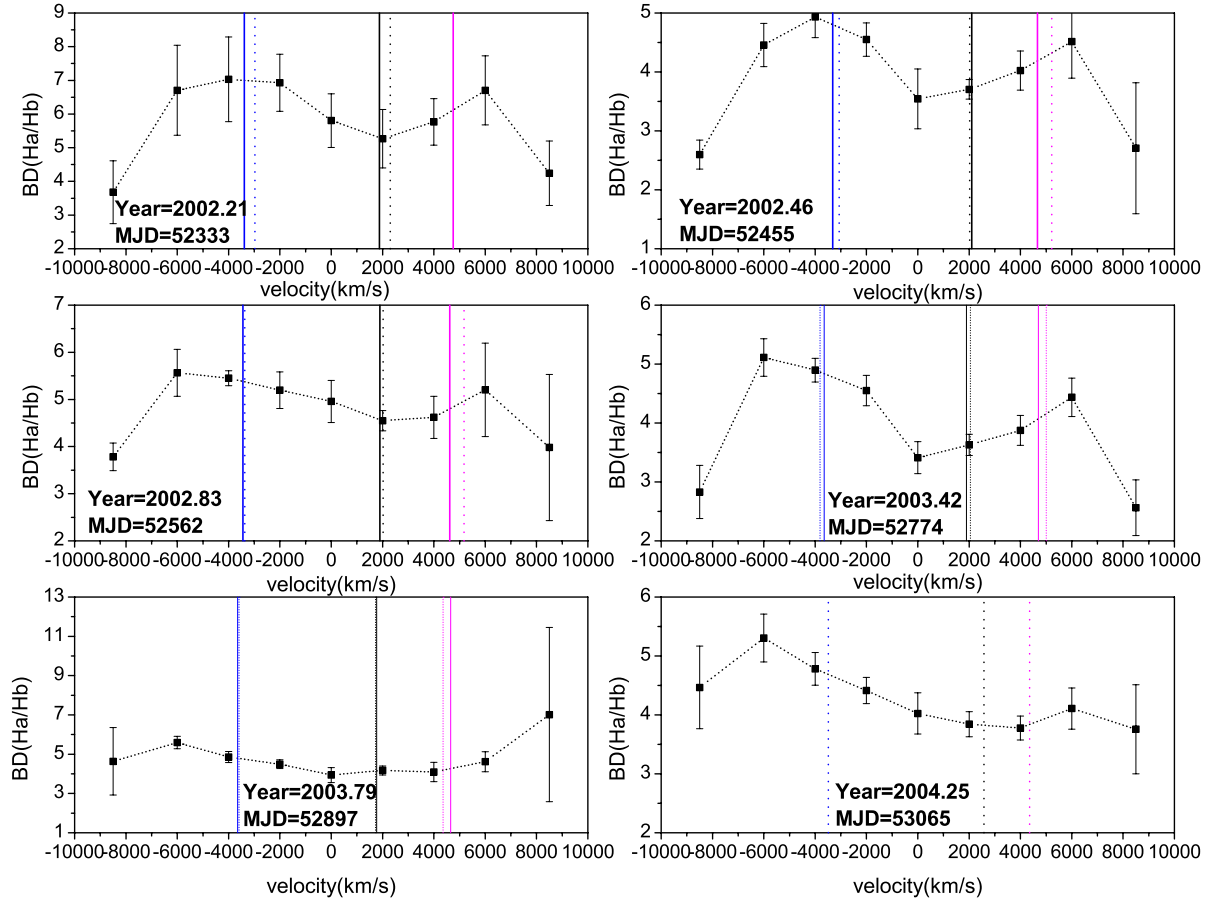 9
8
7
6
5
4
3
2
BD(Ha/Hb)
Year=2002.21
MJD=52333
-10000 -8000 -6000 -4000 -2000 0 2000 4000 6000 8000 10000
velocity(km/s)
5
4
3
2
1
BD(Ha/Hb)
Year=2002.46
MJD=52455
-10000 -8000 -6000 -4000 -2000 0 2000 4000 6000 8000 10000
velocity(km/s)
7
6
5
4
3
2
BD(Ha/Hb)
Year=2002.83
MJD=52562
-10000 -8000 -6000 -4000 -2000 0 2000 4000 6000 8000 10000
velocity(km/s)
6
5
4
3
2
BD(Ha/Hb)
Year=2003.42
MJD=52774
-10000 -8000 -6000 -4000 -2000 0 2000 4000 6000 8000 10000
velocity(km/s)
13
11
9
7
5
3
1
BD(Ha/Hb)
Year=2003.79
MJD=52897
-10000 -8000 -6000 -4000 -2000 0 2000 4000 6000 8000 10000
velocity(km/s)
6
5
4
3
2
BD(Ha/Hb)
Year=2004.25
MJD=53065
-10000 -8000 -6000 -4000 -2000 0 2000 4000 6000 8000 10000
velocity(km/s)